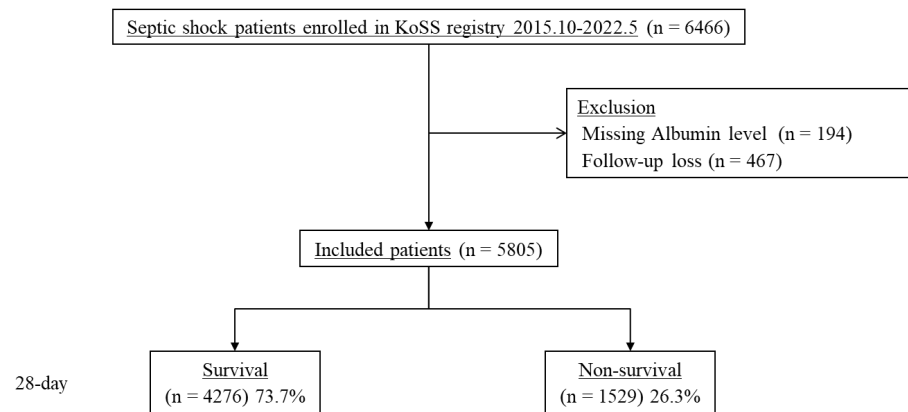 Septic shock patients enrolled in KoSS registry 2015.10-2022.5 (n = 6466)
Exclusion
Missing Albumin level (n = 194)
Follow-up loss (n = 467)
Included patients (n = 5805)
28-day
Survival
(n = 4276) 73.7%
Non-survival
(n = 1529) 26.3%